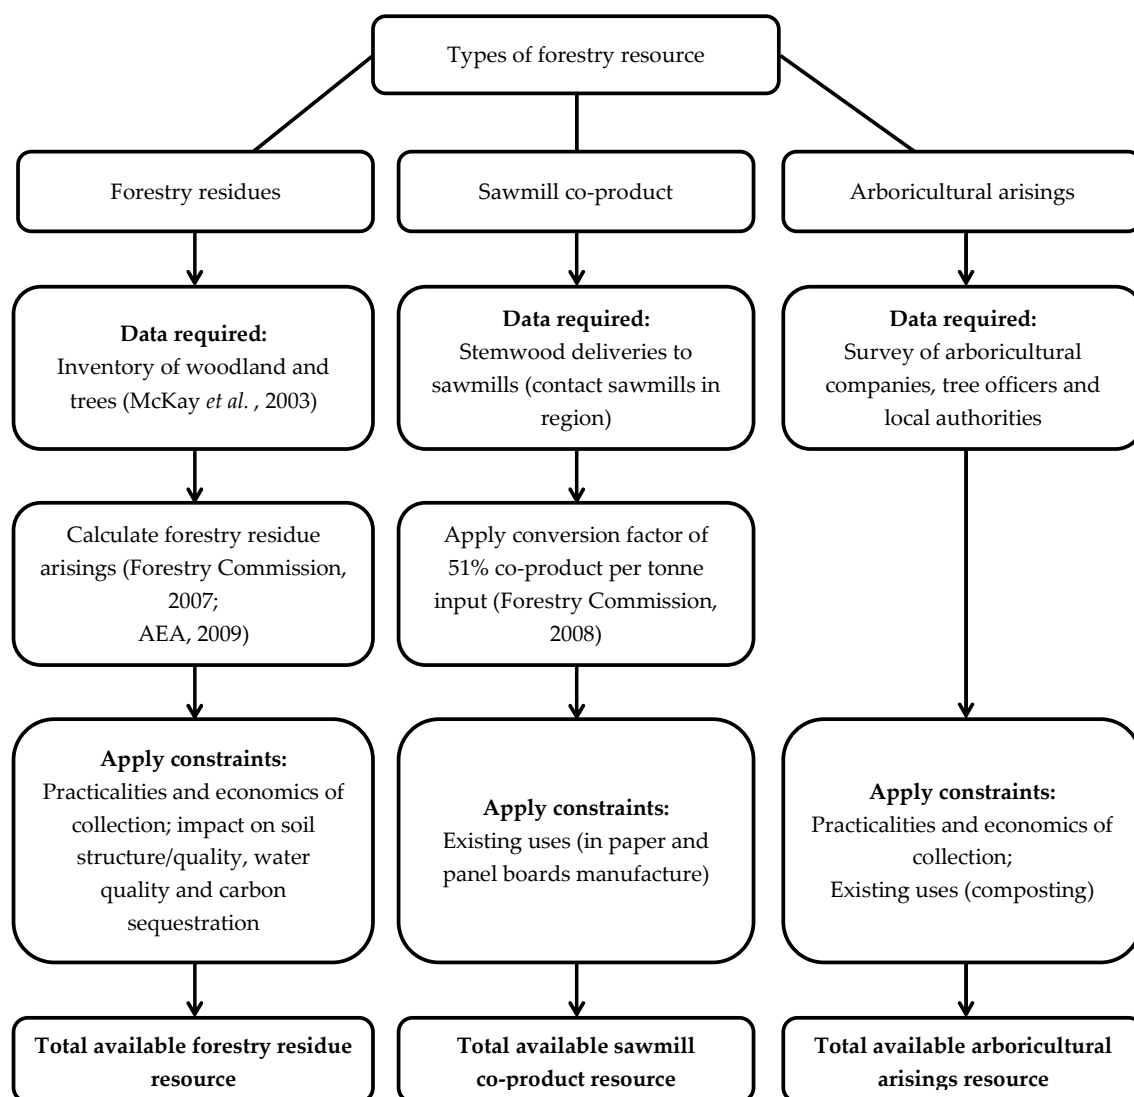 Types of forestry resource
Forestry residues
Sawmill co-product
Arboricultural arisings
Data required:
Inventory of woodland and
trees (McKay et al. , 2003)
Data required:
Stemwood deliveries to
sawmills (contact sawmills in
region)
Data required:
Survey of arboricultural
companies, tree officers and
local authorities
Calculate forestry residue
arisings (Forestry Commission,
2007;
AEA, 2009)
Apply conversion factor of
51% co-product per tonne
input (Forestry Commission,
2008)
Apply constraints:
Practicalities and economics of
collection; impact on soil
structure/quality, water
quality and carbon
sequestration
Apply constraints:
Existing uses (in paper and
panel boards manufacture)
Apply constraints:
Practicalities and economics of
collection;
Existing uses (composting)
Total available forestry residue
resource
Total available sawmill
co-product resource
Total available arboricultural
arisings resource